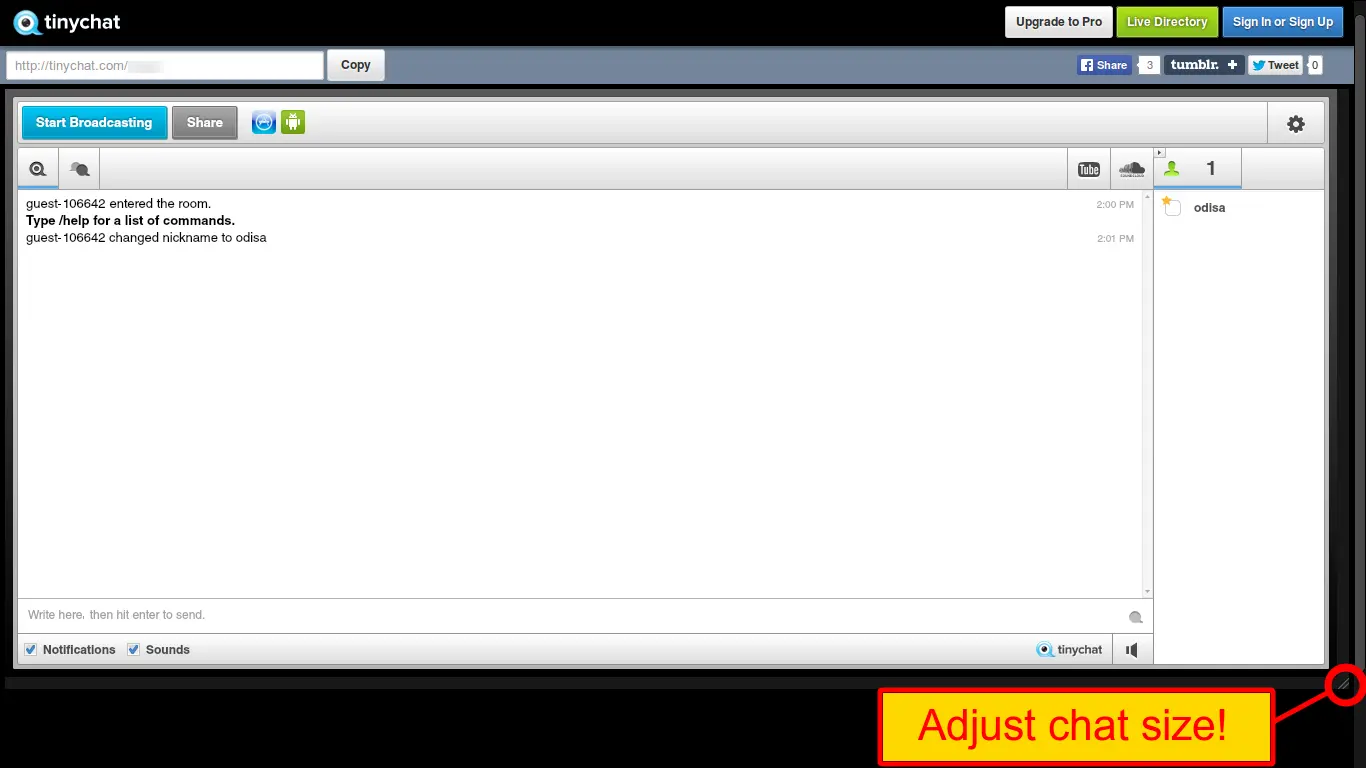 tinychat
Upgrade to Pro
Live Directory
Sign In or Sign Up
http://tinychat.com/
Copy
Share
3
tumblr. +
Tweet
0
Start Broadcasting
Share
Tube
SOUNDCLOUD
1
guest-106642 entered the room.
2:00 PM
Type /help for a list of commands.
guest-106642 changed nickname to odisa
2:01 PM
odisa
Write here, then hit enter to send.
Notifications
Sounds
tinychat
Adjust chat size!